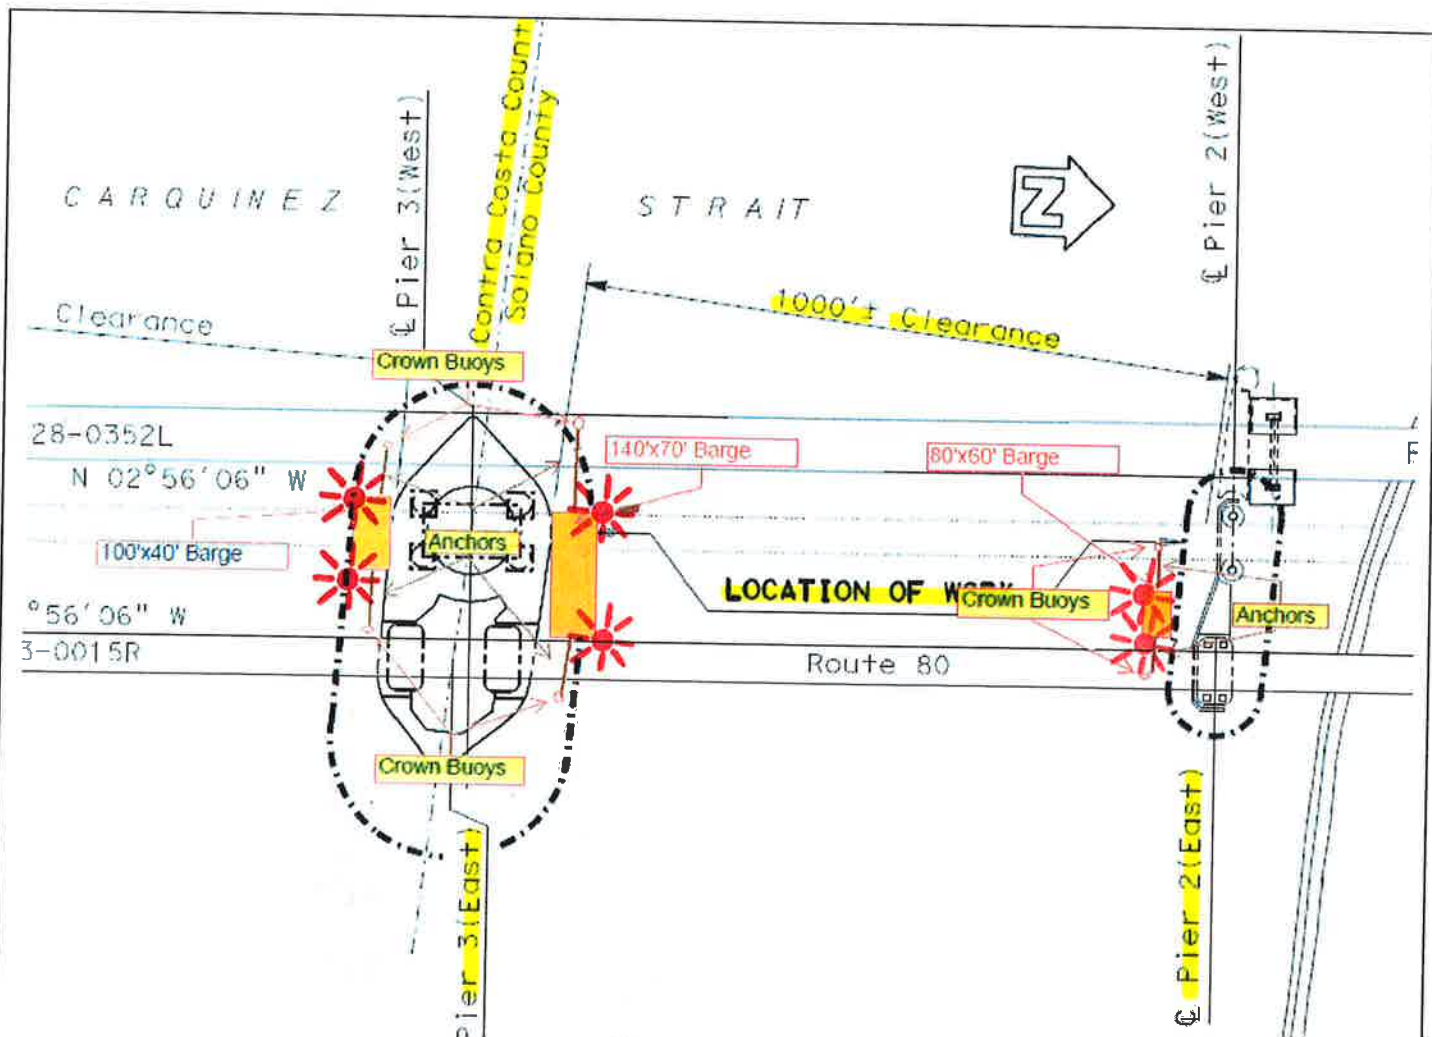 Contra Costa Count
Solano County
℄ Pier 3(West)
℄ Pier 2(West)
CARQUINEZ
STRAIT
N
Clearance
1000'± Clearance
Crown Buoys
28-0352L
N 02°56'06" W
140'x70' Barge
80'x60' Barge
100'x40' Barge
Anchors
LOCATION OF
Crown Buoys
Anchors
°56'06" W
3-0015R
Route 80
Crown Buoys
Pier 3(East)
℄ Pier 2(East)